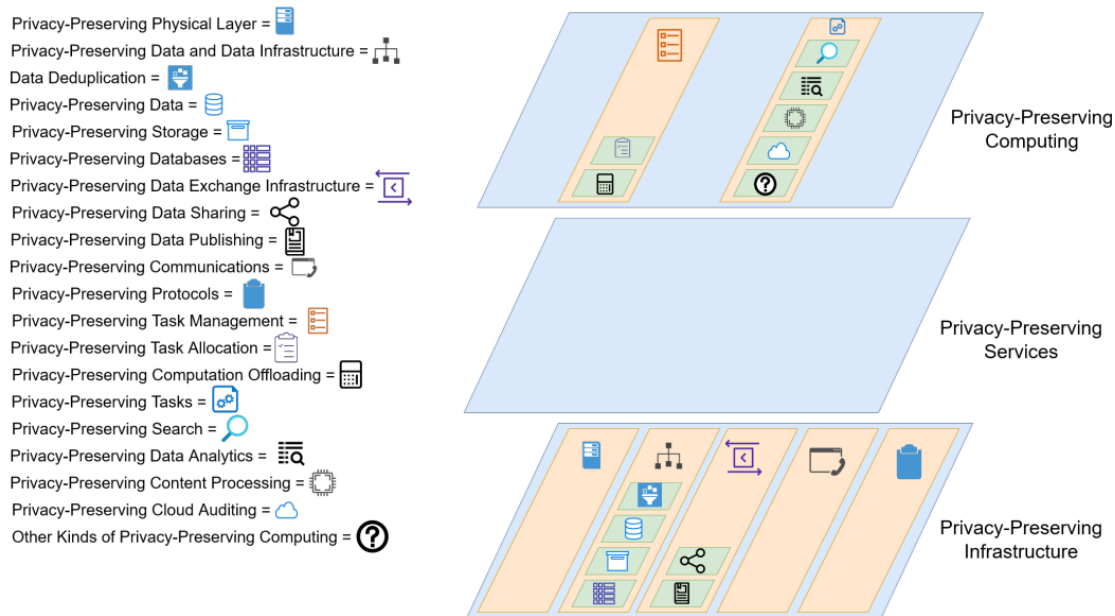 Privacy-Preserving Physical Layer =
Privacy-Preserving Data and Data Infrastructure =
Data Deduplication =
Privacy-Preserving Data =
Privacy-Preserving Storage =
Privacy-Preserving Databases =
Privacy-Preserving Data Exchange Infrastructure =
Privacy-Preserving Data Sharing =
Privacy-Preserving Data Publishing =
Privacy-Preserving Communications =
Privacy-Preserving Protocols =
Privacy-Preserving Task Management =
Privacy-Preserving Task Allocation =
Privacy-Preserving Computation Offloading =
Privacy-Preserving Tasks =
Privacy-Preserving Search =
Privacy-Preserving Data Analytics =
Privacy-Preserving Content Processing =
Privacy-Preserving Cloud Auditing =
Other Kinds of Privacy-Preserving Computing =
Privacy-Preserving
Computing
Privacy-Preserving
Services
Privacy-Preserving
Infrastructure